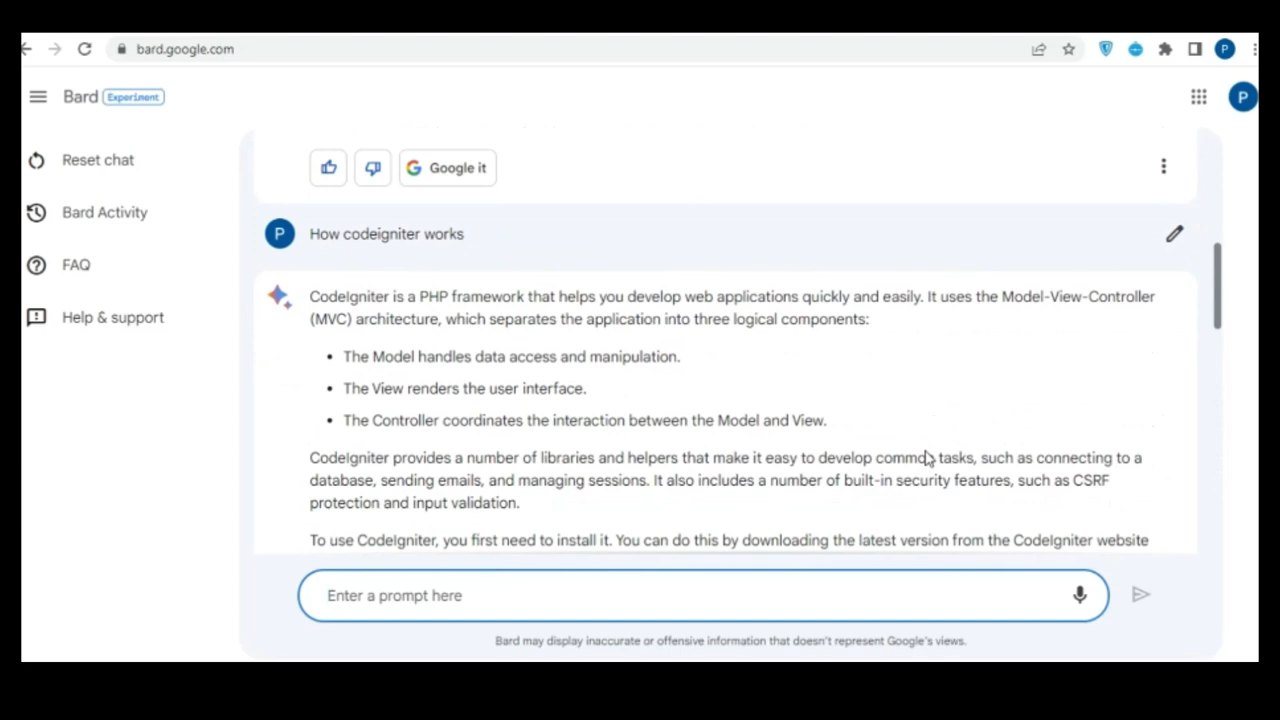 bard.google.com
P
Bard Experiment
P
Reset chat
Bard Activity
FAQ
Help & support
Google it
P How codeigniter works
CodeIgniter is a PHP framework that helps you develop web applications quickly and easily. It uses the Model-View-Controller
(MVC) architecture, which separates the application into three logical components:
• The Model handles data access and manipulation.
• The View renders the user interface.
• The Controller coordinates the interaction between the Model and View.
CodeIgniter provides a number of libraries and helpers that make it easy to develop common tasks, such as connecting to a
database, sending emails, and managing sessions. It also includes a number of built-in security features, such as CSRF
protection and input validation.
To use CodeIgniter, you first need to install it. You can do this by downloading the latest version from the CodeIgniter website
Enter a prompt here
Bard may display inaccurate or offensive information that doesn't represent Google's views.